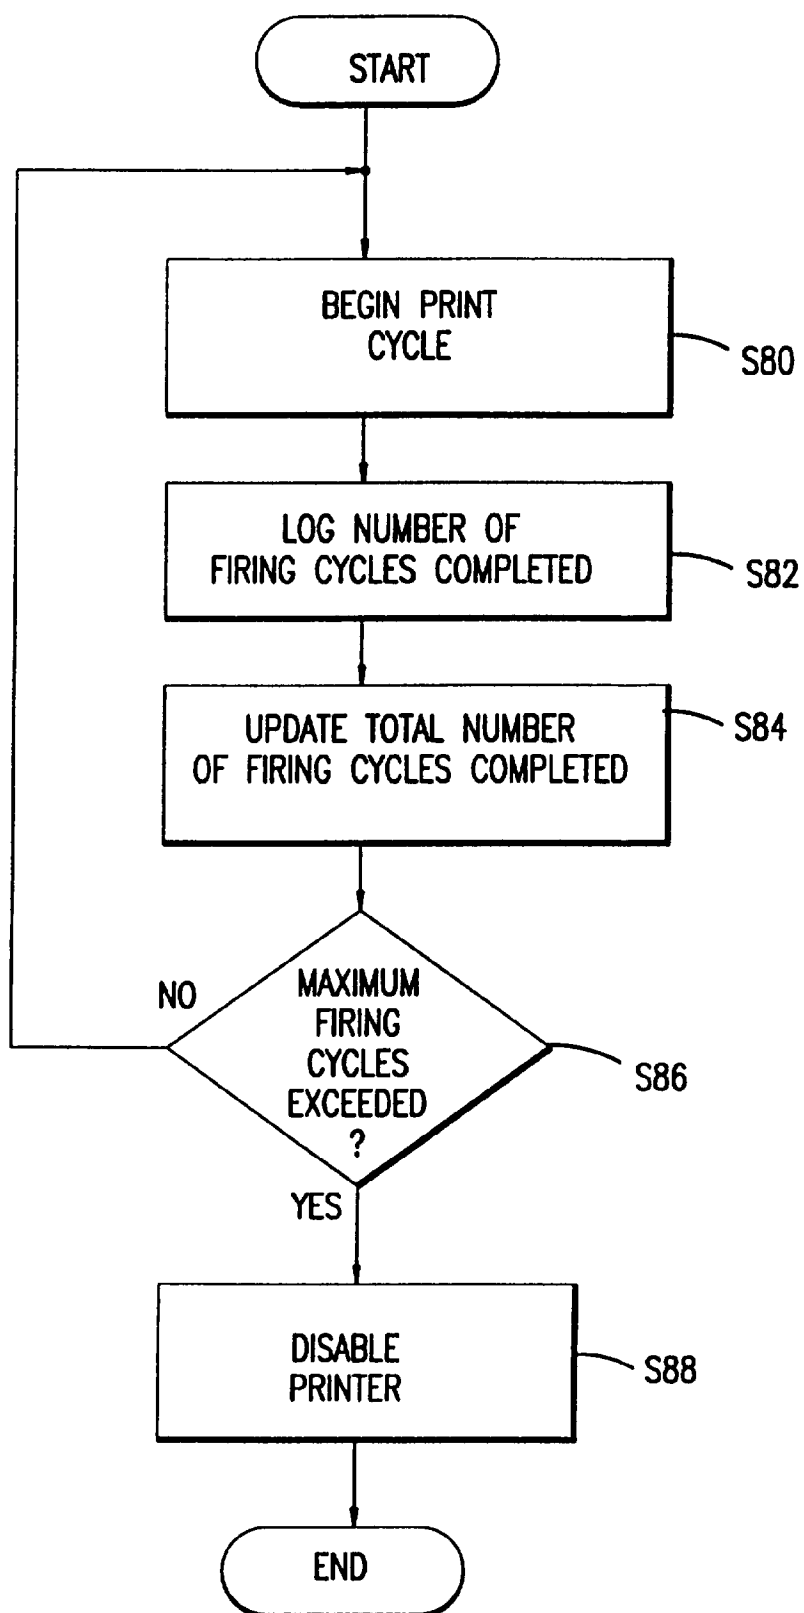 START
BEGIN PRINT
CYCLE
S80
LOG NUMBER OF
FIRING CYCLES COMPLETED
S82
UPDATE TOTAL NUMBER
OF FIRING CYCLES COMPLETED
S84
NO
MAXIMUM
FIRING
CYCLES
EXCEEDED
?
S86
YES
DISABLE
PRINTER
S88
END